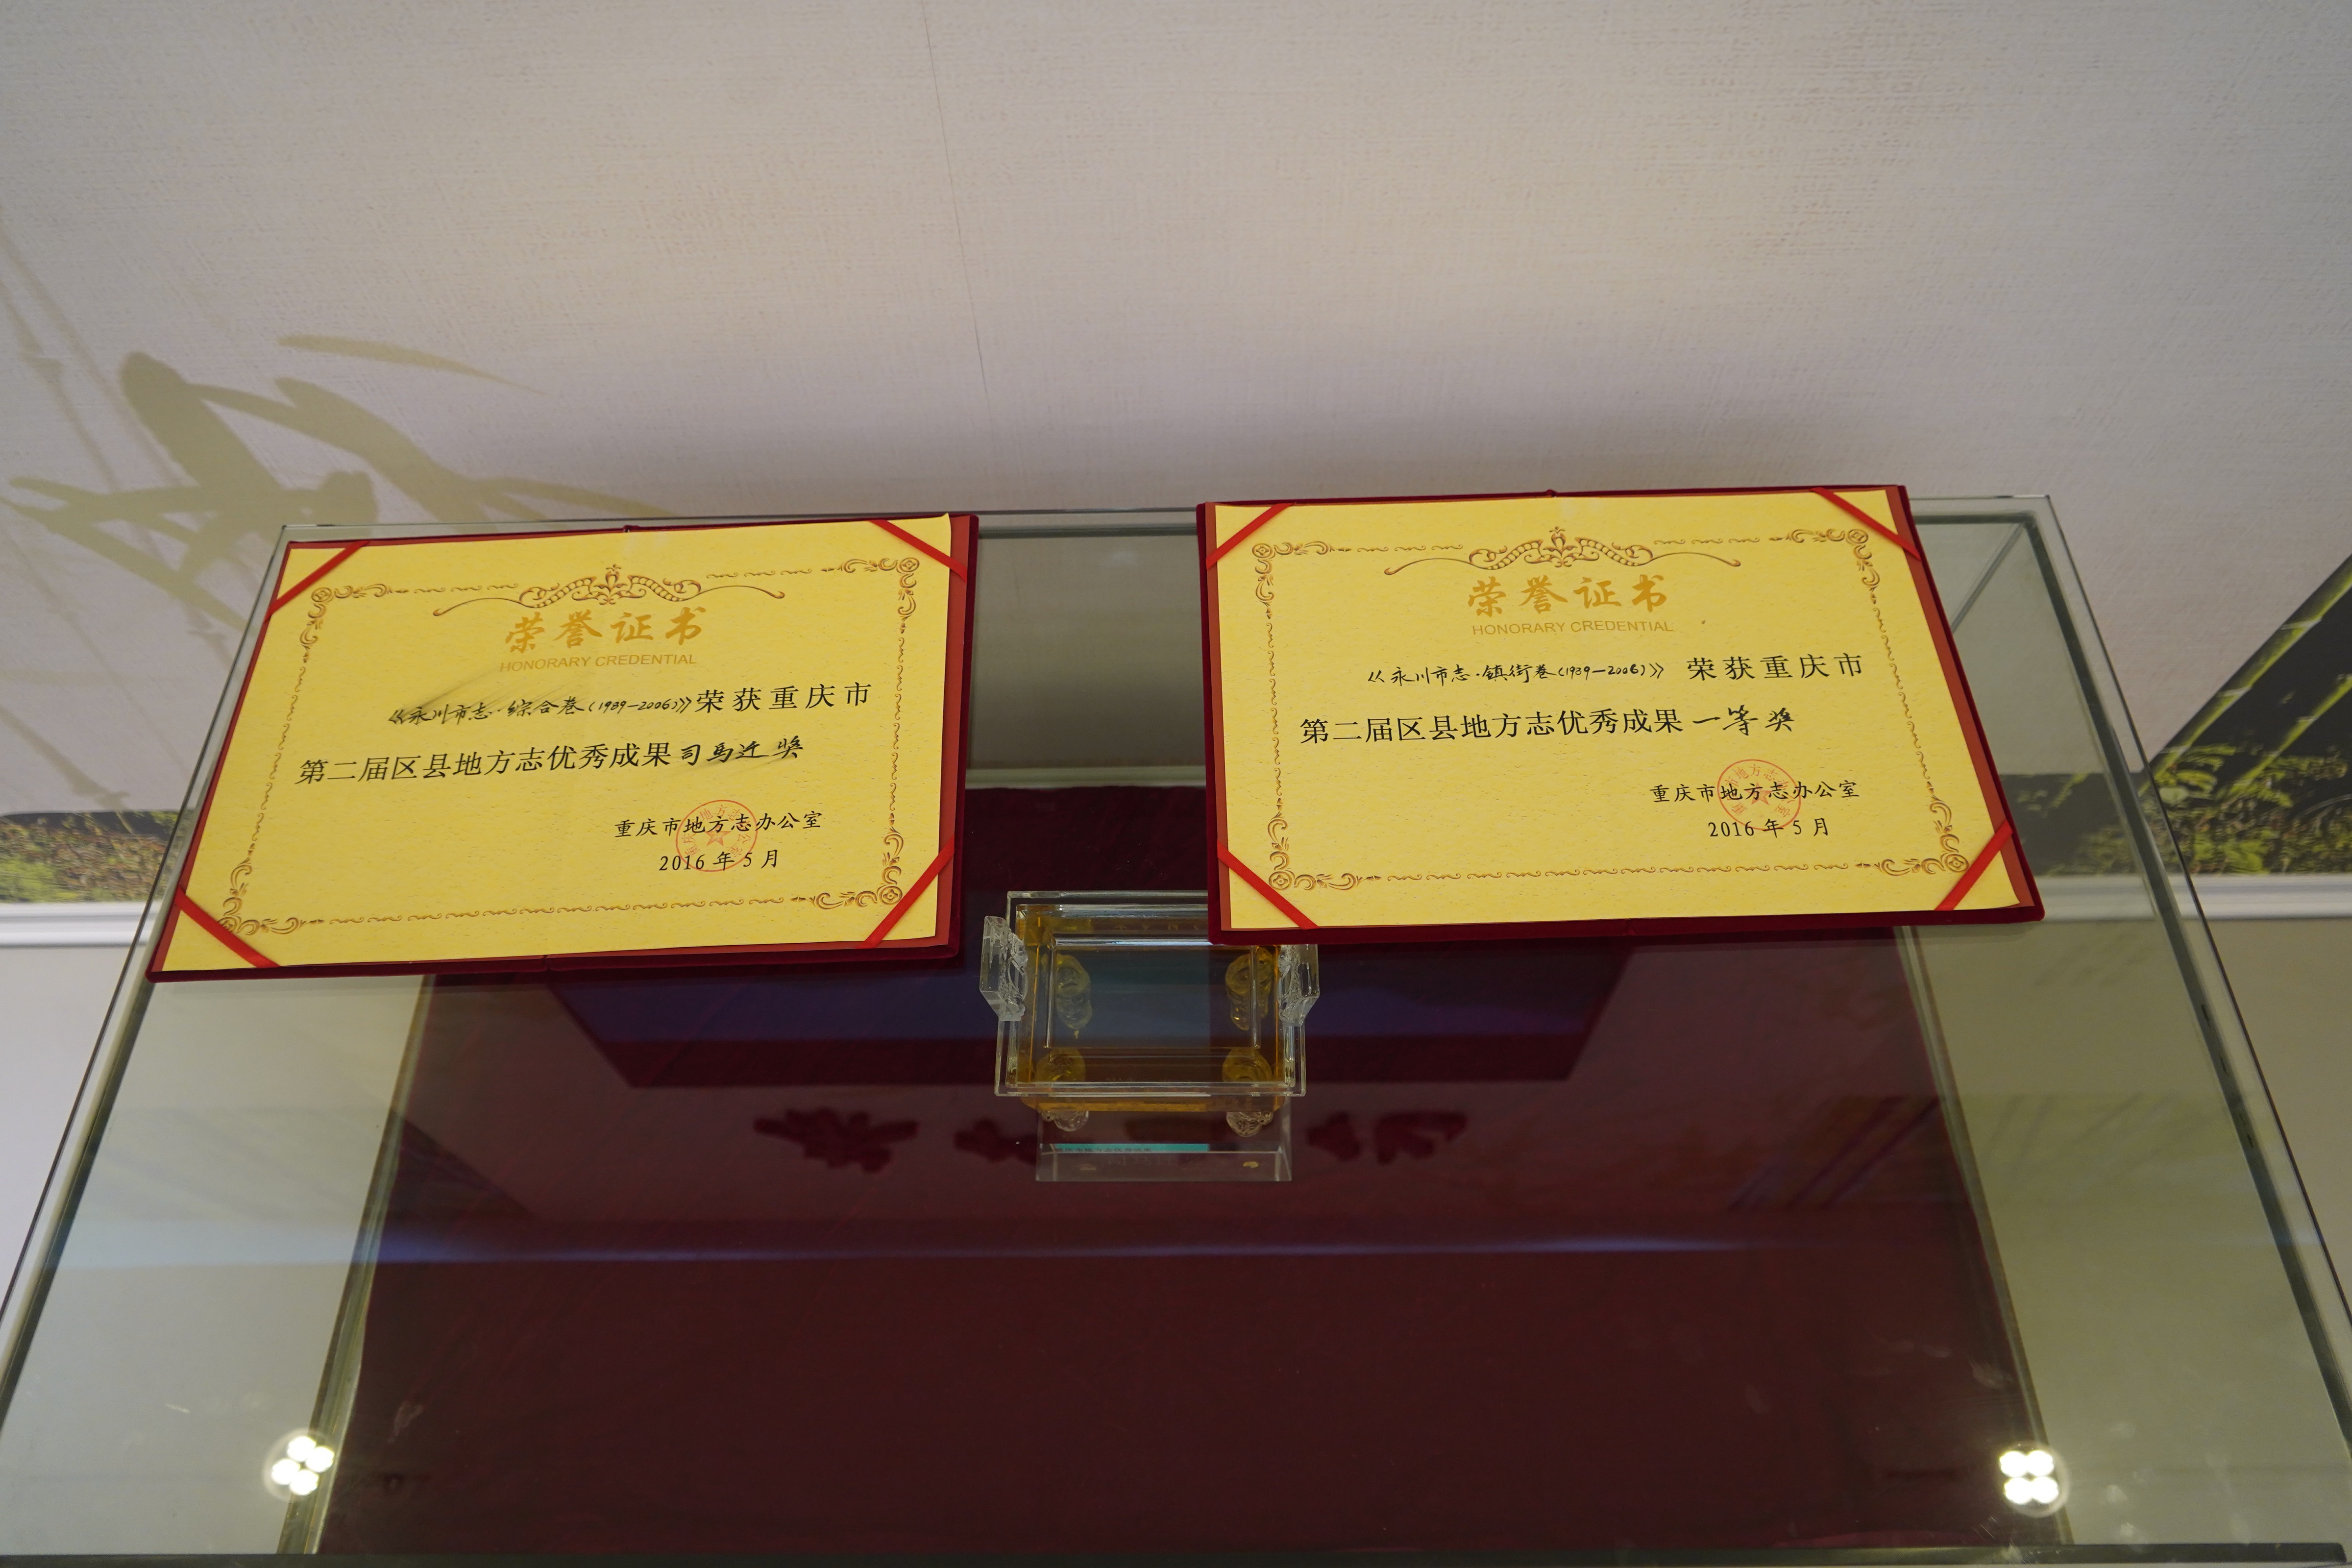 荣誉证书
HONORARY CREDENTIAL
《永川市志·综合卷(1989—2006)》荣获重庆市
第二届区县地方志优秀成果司马迁奖
重庆市地方志办公室
2016年5月
荣誉证书
HONORARY CREDENTIAL
《永川市志·镇街卷(1989—2006)》荣获重庆市
第二届区县地方志优秀成果一等奖
重庆市地方志办公室
2016年5月